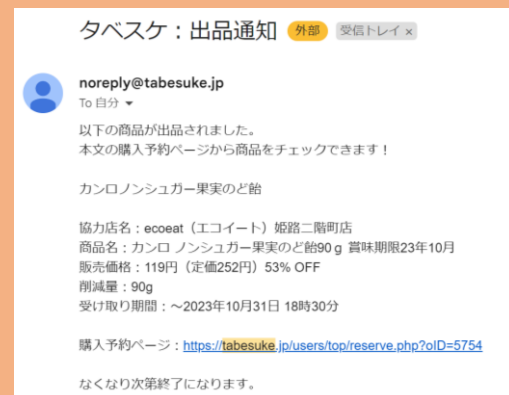 タベスケ：出品通知 外部 受信トレイ ×
noreply@tabesuke.jp
To 自分
以下の商品が出品されました。
本文の購入予約ページから商品をチェックできます！
カンロノンシュガー果実のど飴
協力店名：ecoeat（エコイート）姫路二階町店
商品名：カンロ ノンシュガー果実のど飴90ｇ 賞味期限23年10月
販売価格：119円（定価252円）53% OFF
削減量：90g
受け取り期間：～2023年10月31日 18時30分
購入予約ページ：https://tabesuke.jp/users/top/reserve.php?oID=5754
なくなり次第終了になります。